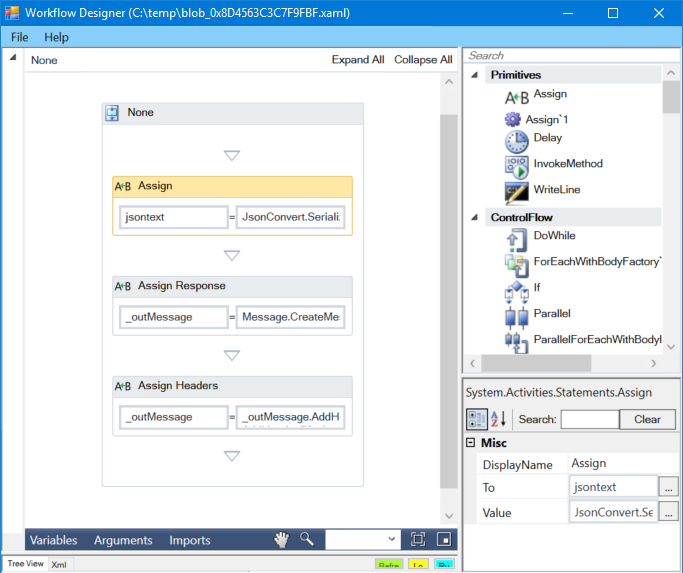 Workflow Designer (C:\temp\blob_0x8D4563C3C7F9FBF.xaml)
File Help
None Expand All Collapse All
None
A+B Assign
jsontext = JsonConvert.Seriali
A+B Assign Response
_outMessage = Message.CreateMe
A+B Assign Headers
_outMessage = _outMessage.AddH
Variables Arguments Imports
Tree View Xml
Search
Primitives
A+B Assign
Assign`1
Delay
InvokeMethod
WriteLine
ControlFlow
DoWhile
ForEachWithBodyFactory`
If
Parallel
ParallelForEachWithBody
System.Activities.Statements.Assign
Search: Clear
Misc
DisplayName Assign
To jsontext ...
Value JsonConvert.Se ...